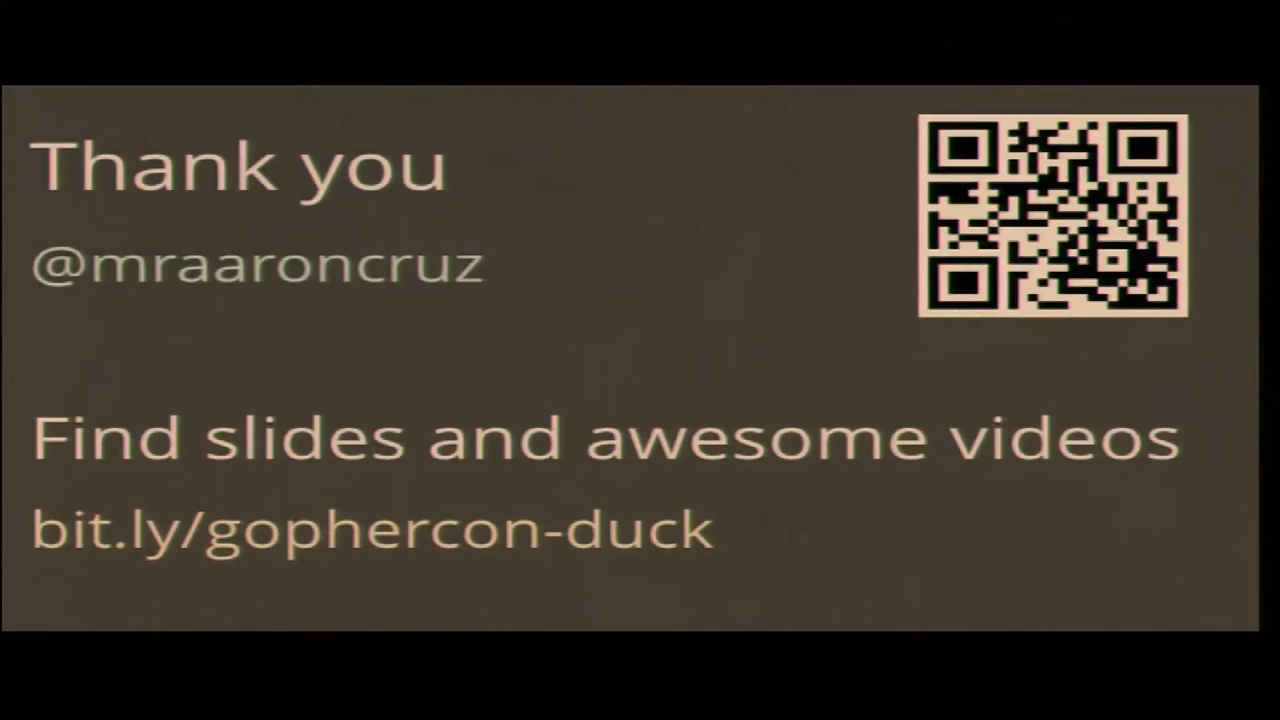 Thank you
@mraaroncruz
Find slides and awesome videos
bit.ly/gophercon-duck